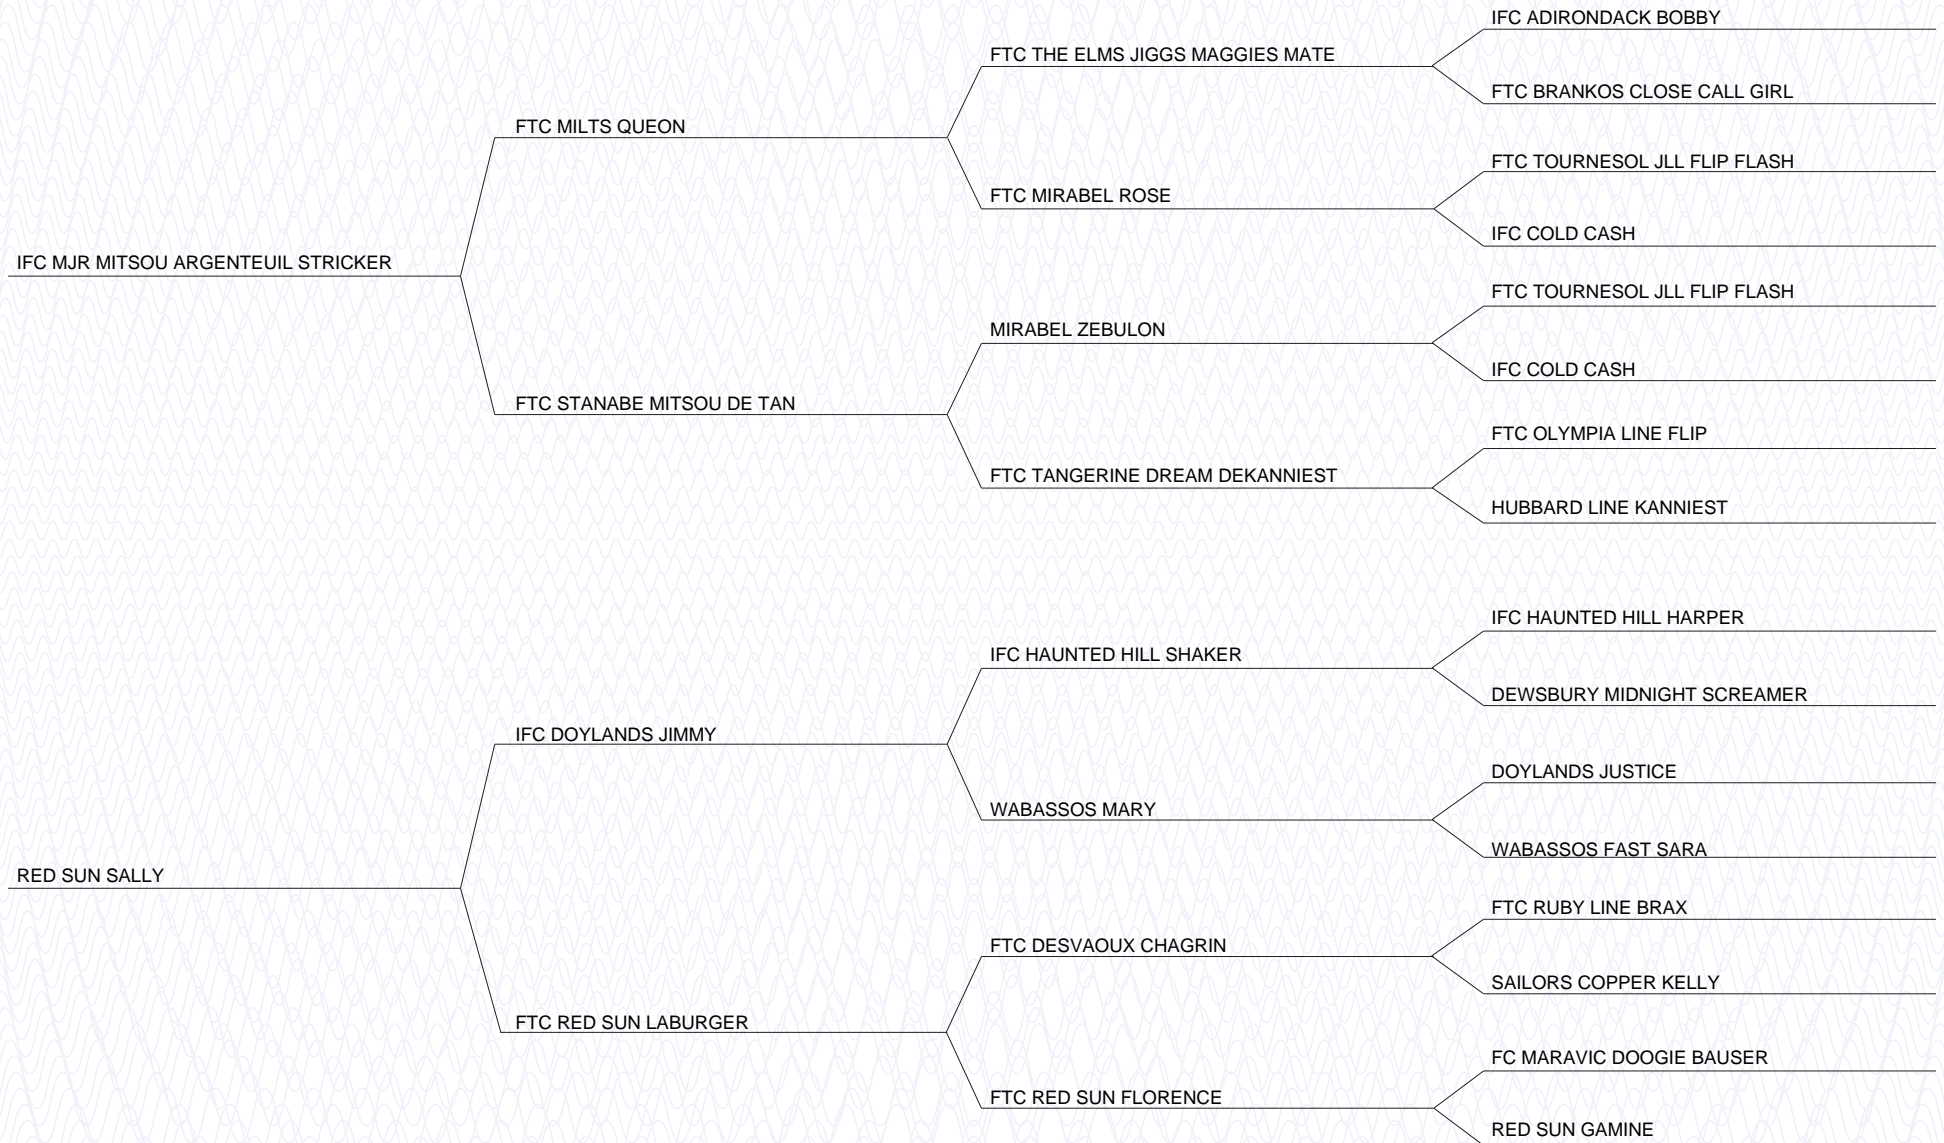 IFC ADIRONDACK BOBBY
FTC THE ELMS JIGGS MAGGIES MATE
FTC BRANKOS CLOSE CALL GIRL
FTC MILTS QUEON
FTC TOURNESOL JLL FLIP FLASH
FTC MIRABEL ROSE
IFC COLD CASH
IFC MJR MITSOU ARGENTEUIL STRICKER
FTC TOURNESOL JLL FLIP FLASH
MIRABEL ZEBULON
IFC COLD CASH
FTC STANABE MITSOU DE TAN
FTC OLYMPIA LINE FLIP
FTC TANGERINE DREAM DEKANNIEST
HUBBARD LINE KANNIEST
IFC HAUNTED HILL HARPER
IFC HAUNTED HILL SHAKER
DEWSBURY MIDNIGHT SCREAMER
IFC DOYLANDS JIMMY
DOYLANDS JUSTICE
WABASSOS MARY
WABASSOS FAST SARA
RED SUN SALLY
FTC RUBY LINE BRAX
FTC DESVAOUX CHAGRIN
SAILORS COPPER KELLY
FTC RED SUN LABURGER
FC MARAVIC DOOGIE BAUSER
FTC RED SUN FLORENCE
RED SUN GAMINE